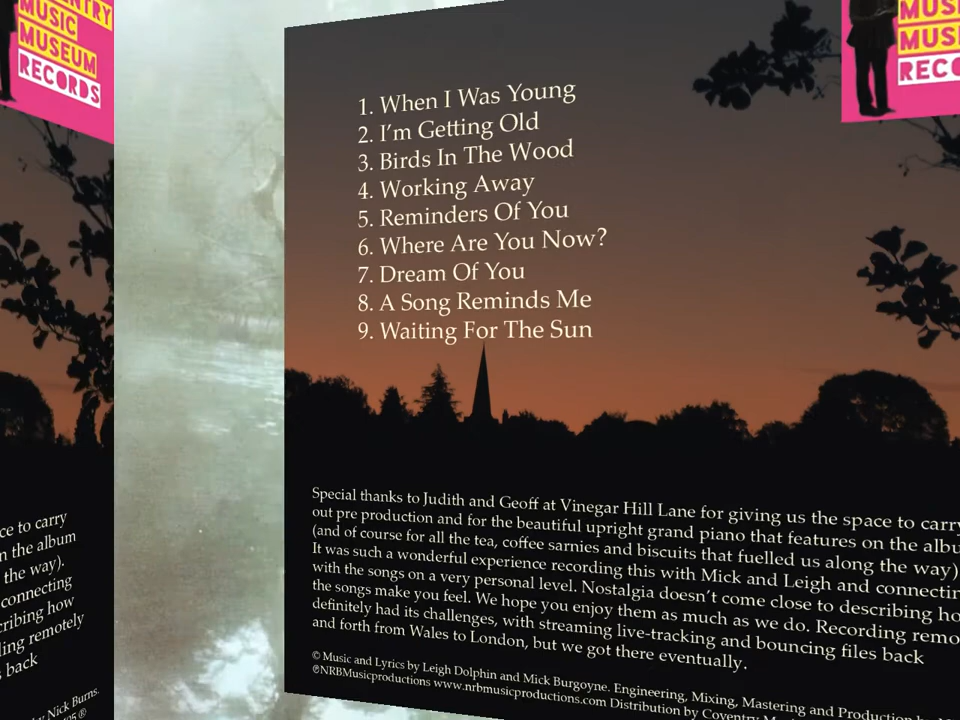 MUSIC
MUSEUM
RECORDS
ce to carry
n the album
the way).
connecting
cribing how
ling remotely
s back
y Nick Burns.
1. When I Was Young
2. I'm Getting Old
3. Birds In The Wood
4. Working Away
5. Reminders Of You
6. Where Are You Now?
7. Dream Of You
8. A Song Reminds Me
9. Waiting For The Sun
Special thanks to Judith and Geoff at Vinegar Hill Lane for giving us the space to carry
out pre production and for the beautiful upright grand piano that features on the albu
(and of course for all the tea, coffee sarnies and biscuits that fuelled us along the way)
It was such a wonderful experience recording this with Mick and Leigh and connectin
with the songs on a very personal level. Nostalgia doesn't come close to describing ho
the songs make you feel. We hope you enjoy them as much as we do. Recording remo
definitely had its challenges, with streaming live-tracking and bouncing files back
and forth from Wales to London, but we got there eventually.
© Music and Lyrics by Leigh Dolphin and Mick Burgoyne. Engineering, Mixing, Mastering and Production by
℗NRBMusicproductions www.nrbmusicproductions.com Distribution by Coventry
MUS
MUS
RECO